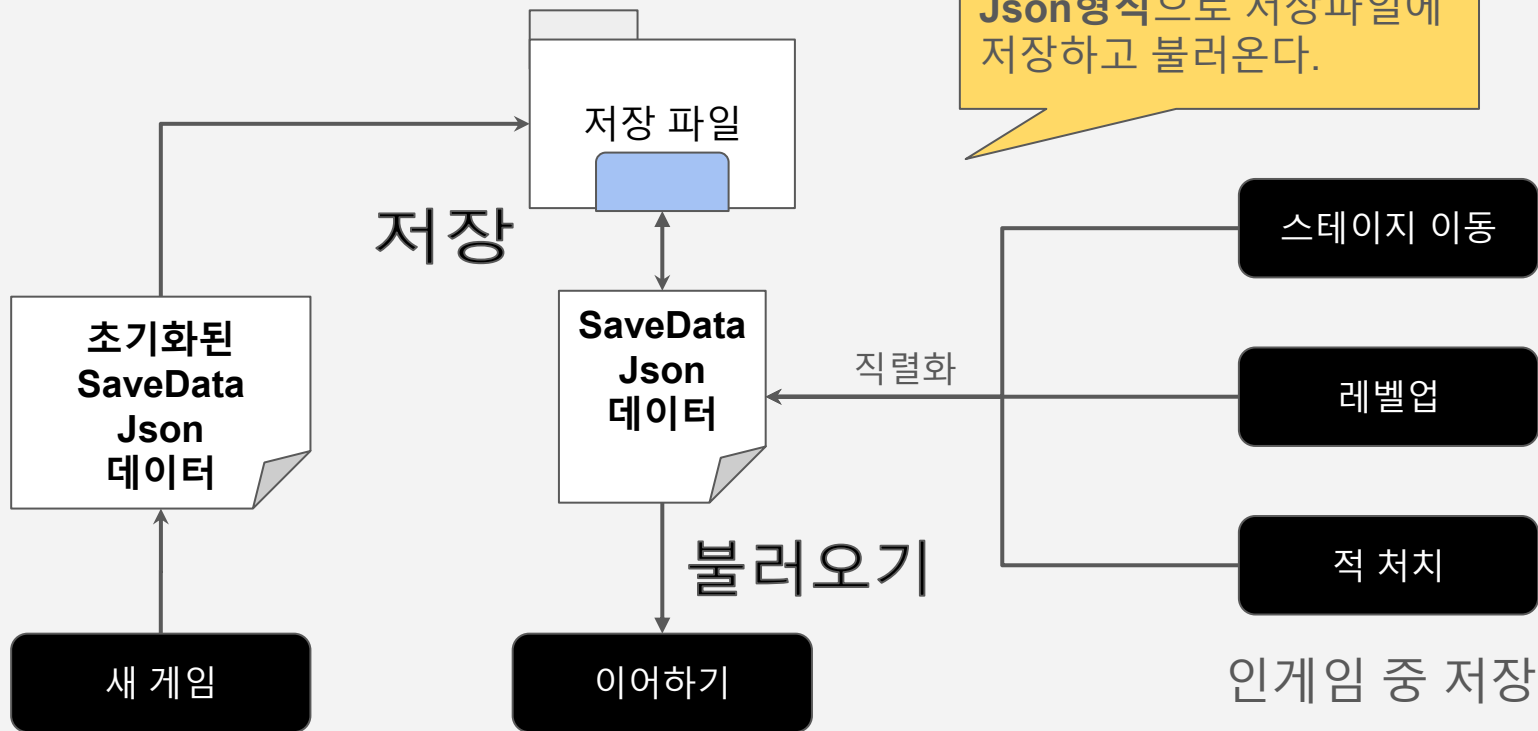 Json형식으로 저장파일에
저장하고 불러온다.
저장 파일
저장
스테이지 이동
초기화된
SaveData
Json
데이터
SaveData
Json
데이터
직렬화
레벨업
불러오기
적 처치
새 게임
이어하기
인게임 중 저장